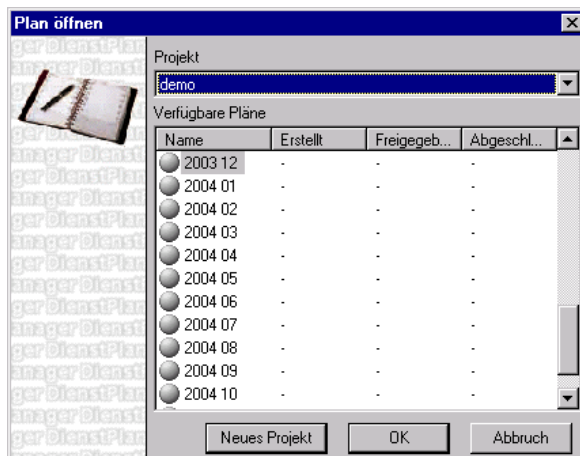 Plan öffnen
Projekt
demo
Verfügbare Pläne
Name Erstellt Freigegeb... Abgeschl...
2003 12 - - -
2004 01 - - -
2004 02 - - -
2004 03 - - -
2004 04 - - -
2004 05 - - -
2004 06 - - -
2004 07 - - -
2004 08 - - -
2004 09 - - -
2004 10 - - -
Neues Projekt OK Abbruch